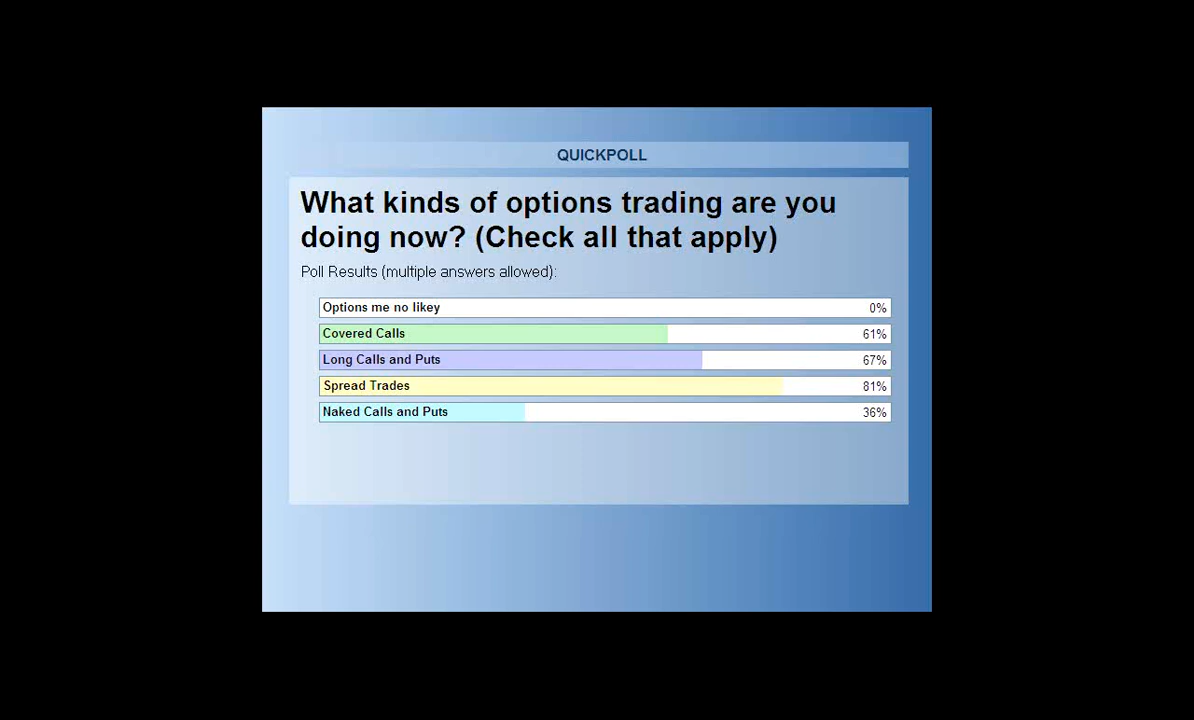 QUICKPOLL
What kinds of options trading are you
doing now? (Check all that apply)
Poll Results (multiple answers allowed):
Options me no likey 0%
Covered Calls 61%
Long Calls and Puts 67%
Spread Trades 81%
Naked Calls and Puts 36%